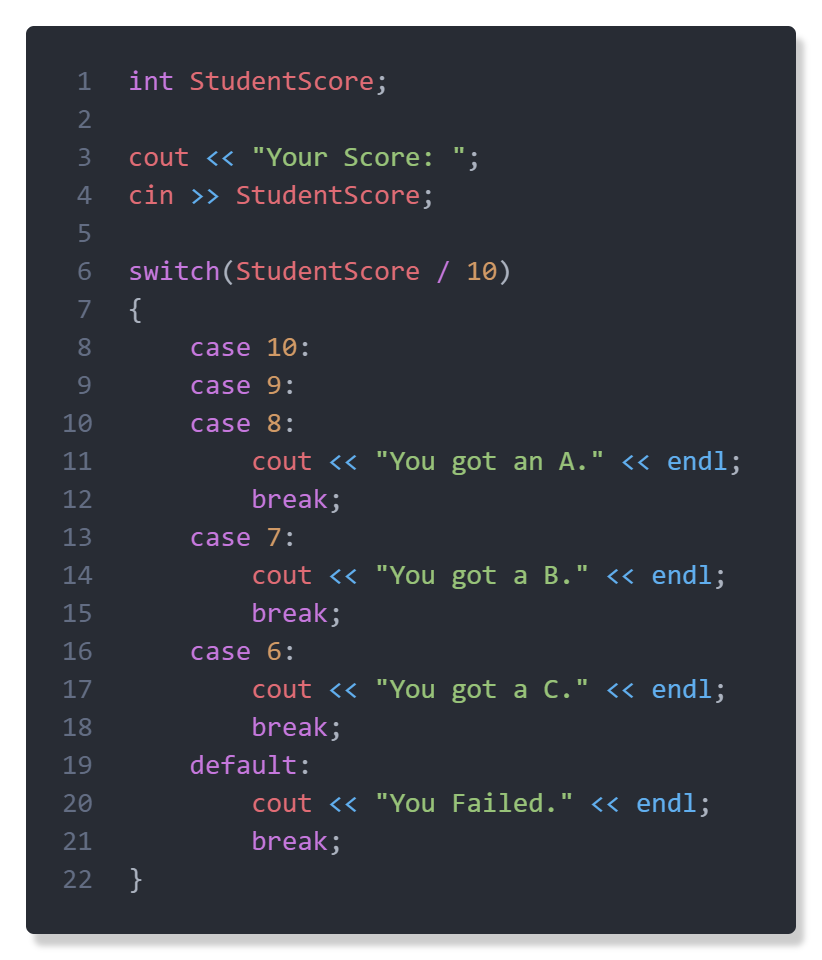 1 int StudentScore;
2
3 cout << "Your Score: ";
4 cin >> StudentScore;
5
6 switch(StudentScore / 10)
7 {
8     case 10:
9     case 9:
10     case 8:
11         cout << "You got an A." << endl;
12         break;
13     case 7:
14         cout << "You got a B." << endl;
15         break;
16     case 6:
17         cout << "You got a C." << endl;
18         break;
19     default:
20         cout << "You Failed." << endl;
21         break;
22 }